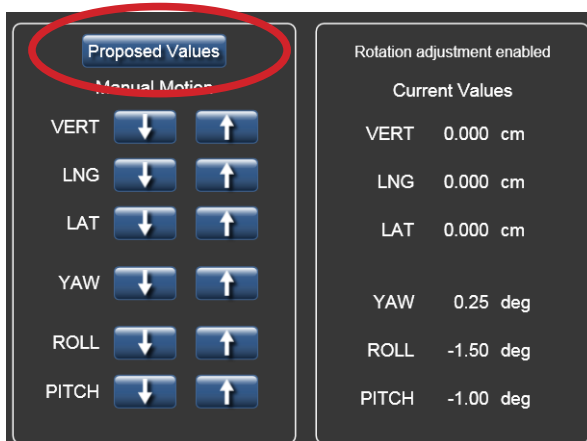 Proposed Values
Manual Motion
VERT
LNG
LAT
YAW
ROLL
PITCH
Rotation adjustment enabled
Current Values
VERT 0.000 cm
LNG 0.000 cm
LAT 0.000 cm
YAW 0.25 deg
ROLL -1.50 deg
PITCH -1.00 deg